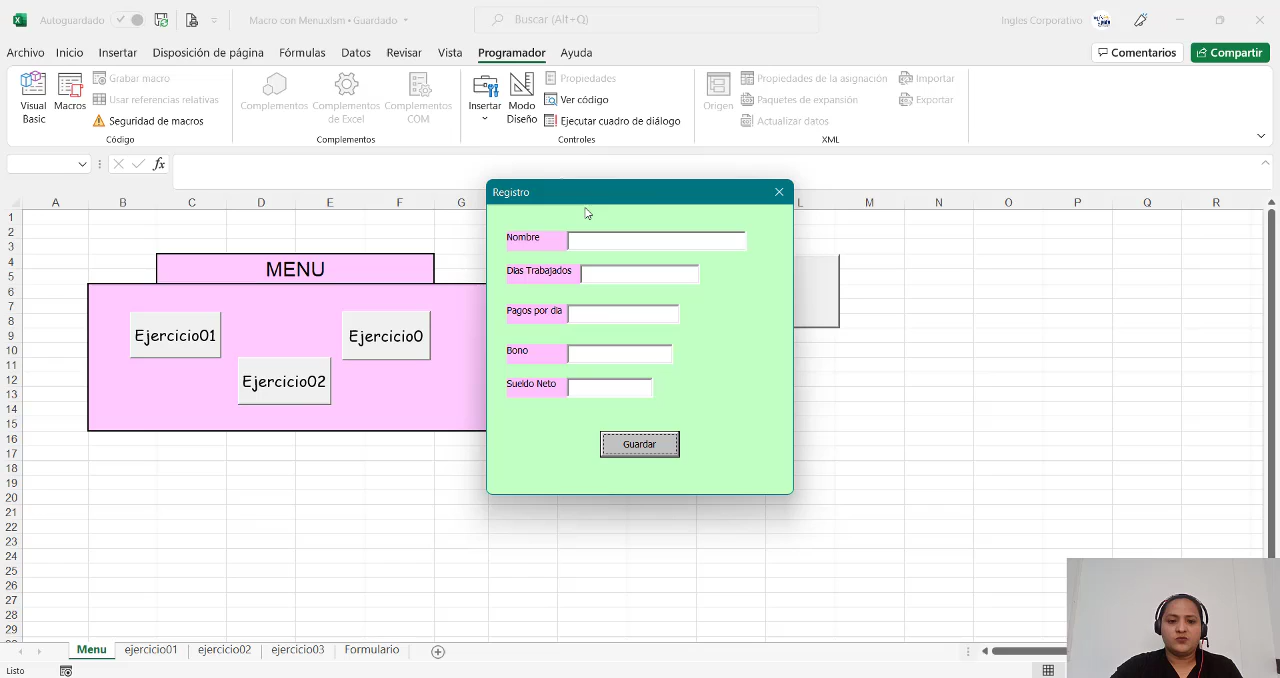 Autoguardado
Macro con Menuxlsm • Guardado
Buscar (Alt+Q)
Ingles Corporativo
Archivo Inicio Insertar Disposición de página Fórmulas Datos Revisar Vista Programador Ayuda
Comentarios Compartir
Visual Basic
Macros
Grabar macro
Usar referencias relativas
Seguridad de macros
Código
Complementos
Complementos de Excel
Complementos COM
Complementos
Insertar
Modo Diseño
Propiedades
Ver código
Ejecutar cuadro de diálogo
Controles
Origen
Propiedades de la asignación
Paquetes de expansión
Actualizar datos
Importar
Exportar
XML
fx
A B C D E F G L M N O P Q R
1
2
3
4
5
6
7
8
9
10
11
12
13
14
15
16
17
18
19
20
21
22
23
24
25
26
27
28
29
MENU
Ejercicio01
Ejercicio0
Ejercicio02
Registro
Nombre
Dias Trabajados
Pagos por dia
Bono
Sueldo Neto
Guardar
Menu ejercicio01 ejercicio02 ejercicio03 Formulario
Listo